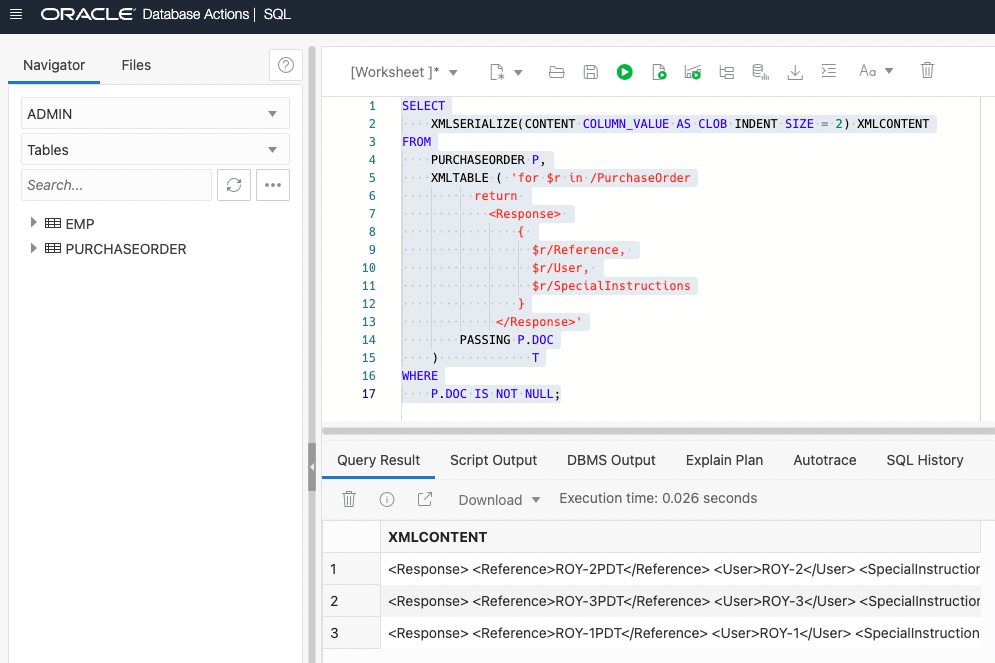 ORACLE Database Actions | SQL
Navigator
Files
ADMIN
Tables
Search...
EMP
PURCHASEORDER
[Worksheet ]*
Aa
1 SELECT
2 XMLSERIALIZE(CONTENT COLUMN_VALUE AS CLOB INDENT SIZE = 2) XMLCONTENT
3 FROM
4 PURCHASEORDER P,
5 XMLTABLE ( 'for $r in /PurchaseOrder
6 return
7 <Response>
8 {
9 $r/Reference,
10 $r/User,
11 $r/SpecialInstructions
12 }
13 </Response>'
14 PASSING P.DOC
15 ) T
16 WHERE
17 P.DOC IS NOT NULL;
Query Result Script Output DBMS Output Explain Plan Autotrace SQL History
Download Execution time: 0.026 seconds
XMLCONTENT
1 <Response> <Reference>ROY-2PDT</Reference> <User>ROY-2</User> <SpecialInstruction
2 <Response> <Reference>ROY-3PDT</Reference> <User>ROY-3</User> <SpecialInstruction
3 <Response> <Reference>ROY-1PDT</Reference> <User>ROY-1</User> <SpecialInstruction